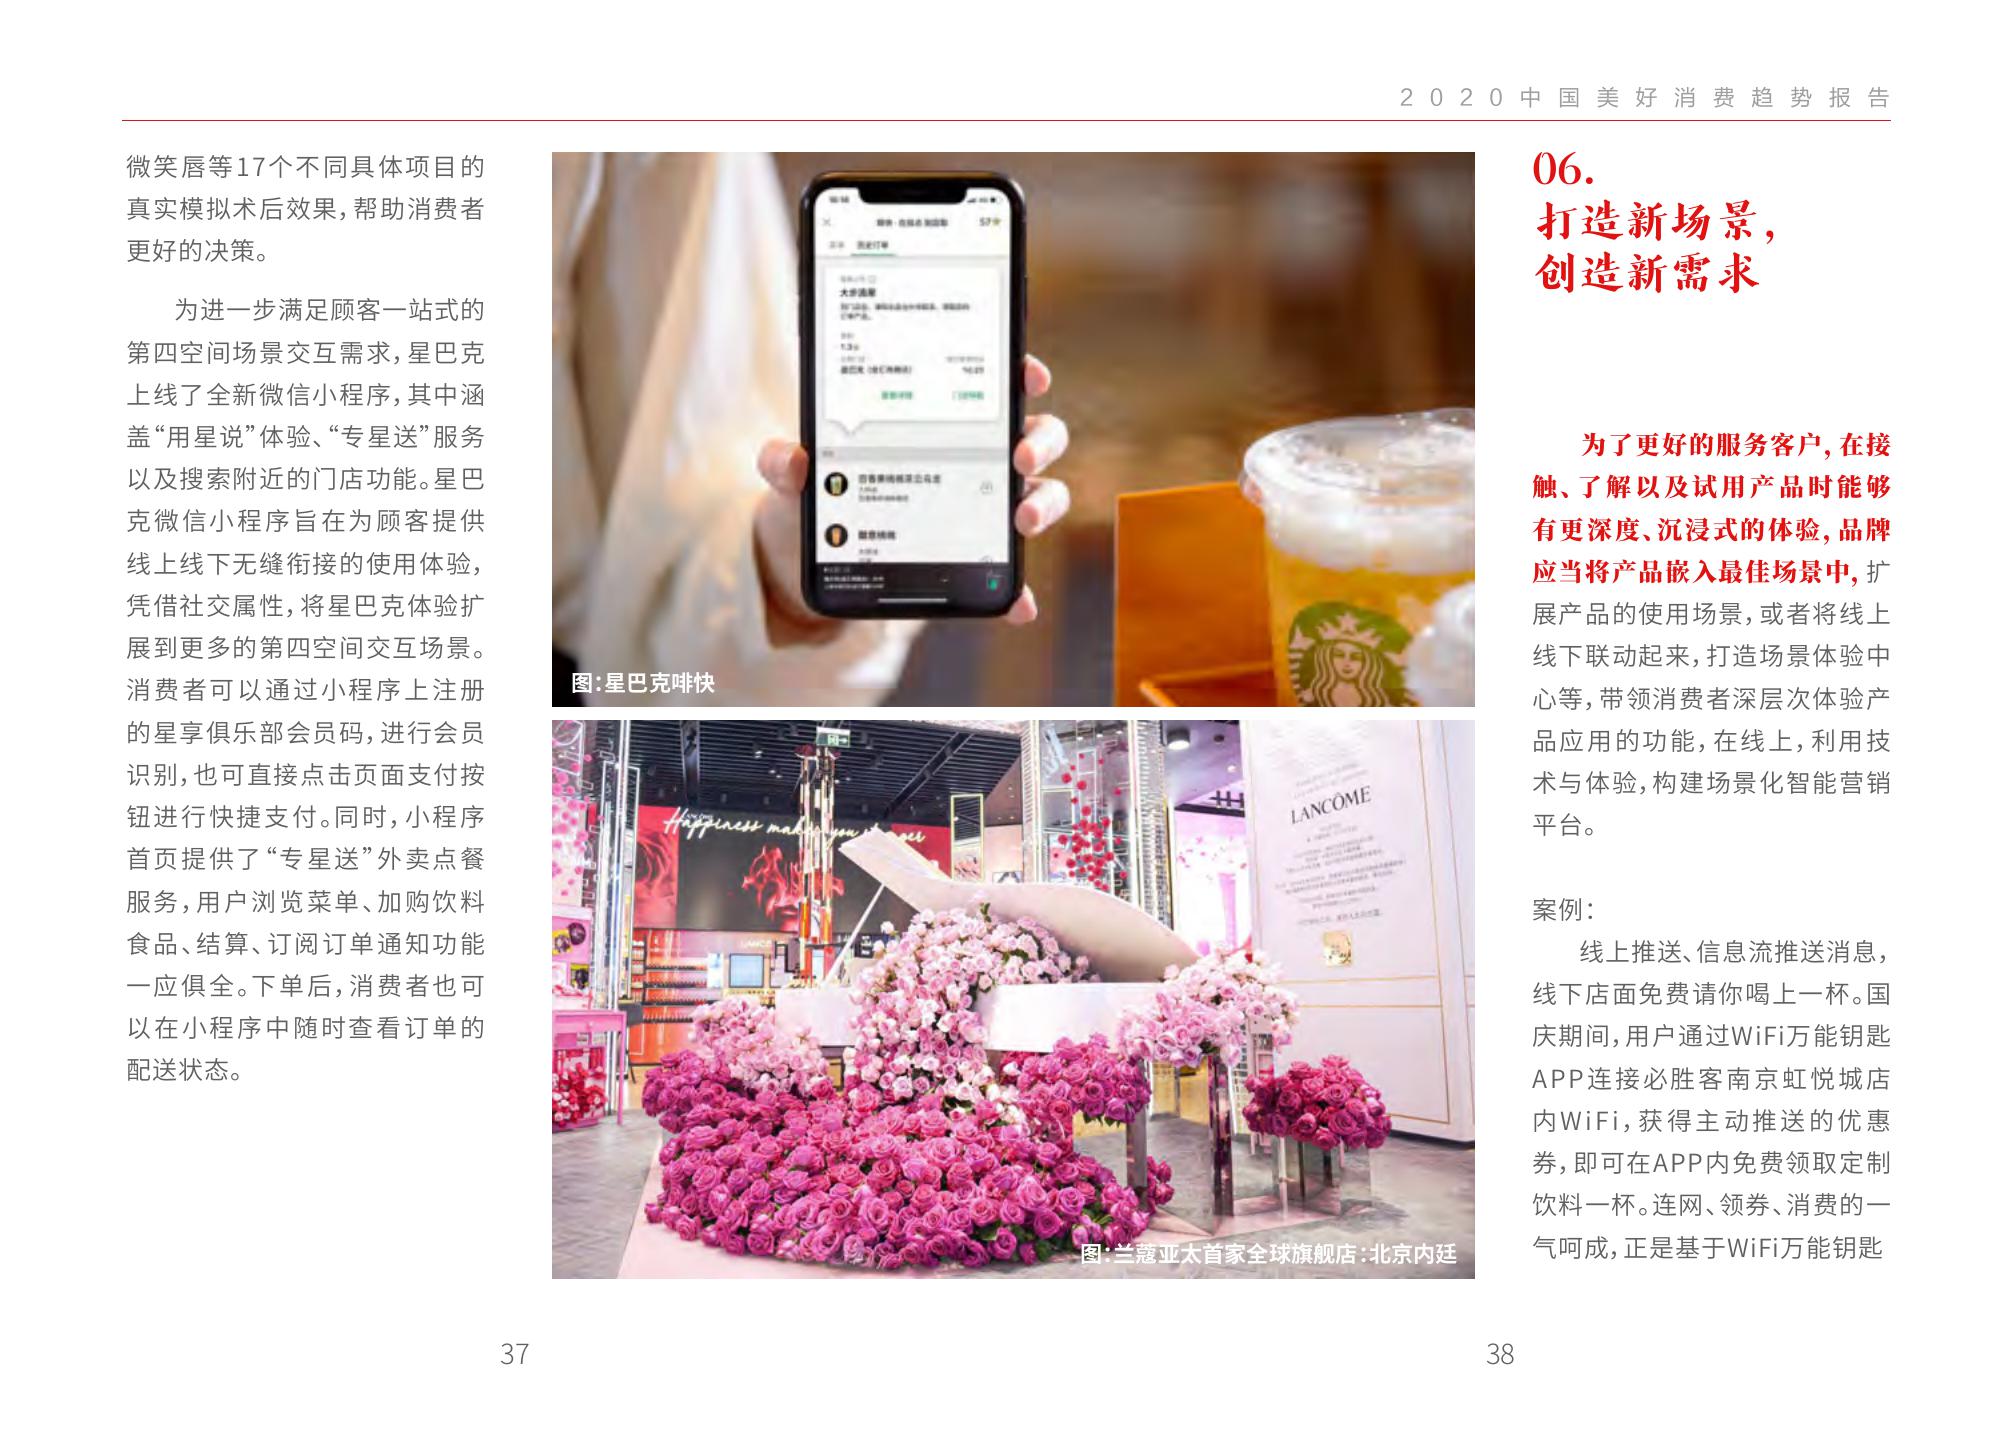 2020中国美好消费趋势报告
微笑唇等17个不同具体项目的
真实模拟术后效果，帮助消费者
更好的决策。
为进一步满足顾客一站式的
第四空间场景交互需求，星巴克
上线了全新微信小程序，其中涵
盖“用星说”体验、“专星送”服务
以及搜索附近的门店功能。星巴
克微信小程序旨在为顾客提供
线上线下无缝衔接的使用体验，
凭借社交属性，将星巴克体验扩
展到更多的第四空间交互场景。
消费者可以通过小程序上注册
的星享俱乐部会员码，进行会员
识别，也可直接点击页面支付按
钮进行快捷支付。同时，小程序
首页提供了“专星送”外卖点餐
服务，用户浏览菜单、加购饮料
食品、结算、订阅订单通知功能
一应俱全。下单后，消费者也可
以在小程序中随时查看订单的
配送状态。
历史订单
图：星巴克啡快
Happiness makes you stronger
LANCÔME
图：兰蔻亚太首家全球旗舰店：北京内廷
06.
打造新场景，
创造新需求
为了更好的服务客户，在接
触、了解以及试用产品时能够
有更深度、沉浸式的体验，品牌
应当将产品嵌入最佳场景中，扩
展产品的使用场景，或者将线上
线下联动起来，打造场景体验中
心等，带领消费者深层次体验产
品应用的功能，在线上，利用技
术与体验，构建场景化智能营销
平台。
案例：
线上推送、信息流推送消息，
线下店面免费请你喝上一杯。国
庆期间，用户通过WiFi万能钥匙
APP连接必胜客南京虹悦城店
内WiFi，获得主动推送的优惠
券，即可在APP内免费领取定制
饮料一杯。连网、领券、消费的一
气呵成，正是基于WiFi万能钥匙
37
38